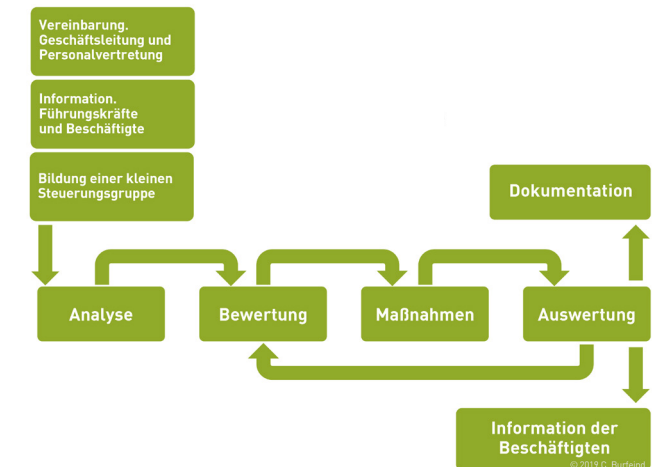 Vereinbarung.
Geschäftsleitung und
Personalvertretung
Information.
Führungskräfte
und Beschäftigte
Bildung einer kleinen
Steuerungsgruppe
Dokumentation
Analyse
Bewertung
Maßnahmen
Auswertung
Information der
Beschäftigten
© 2019 C. Bürfeind